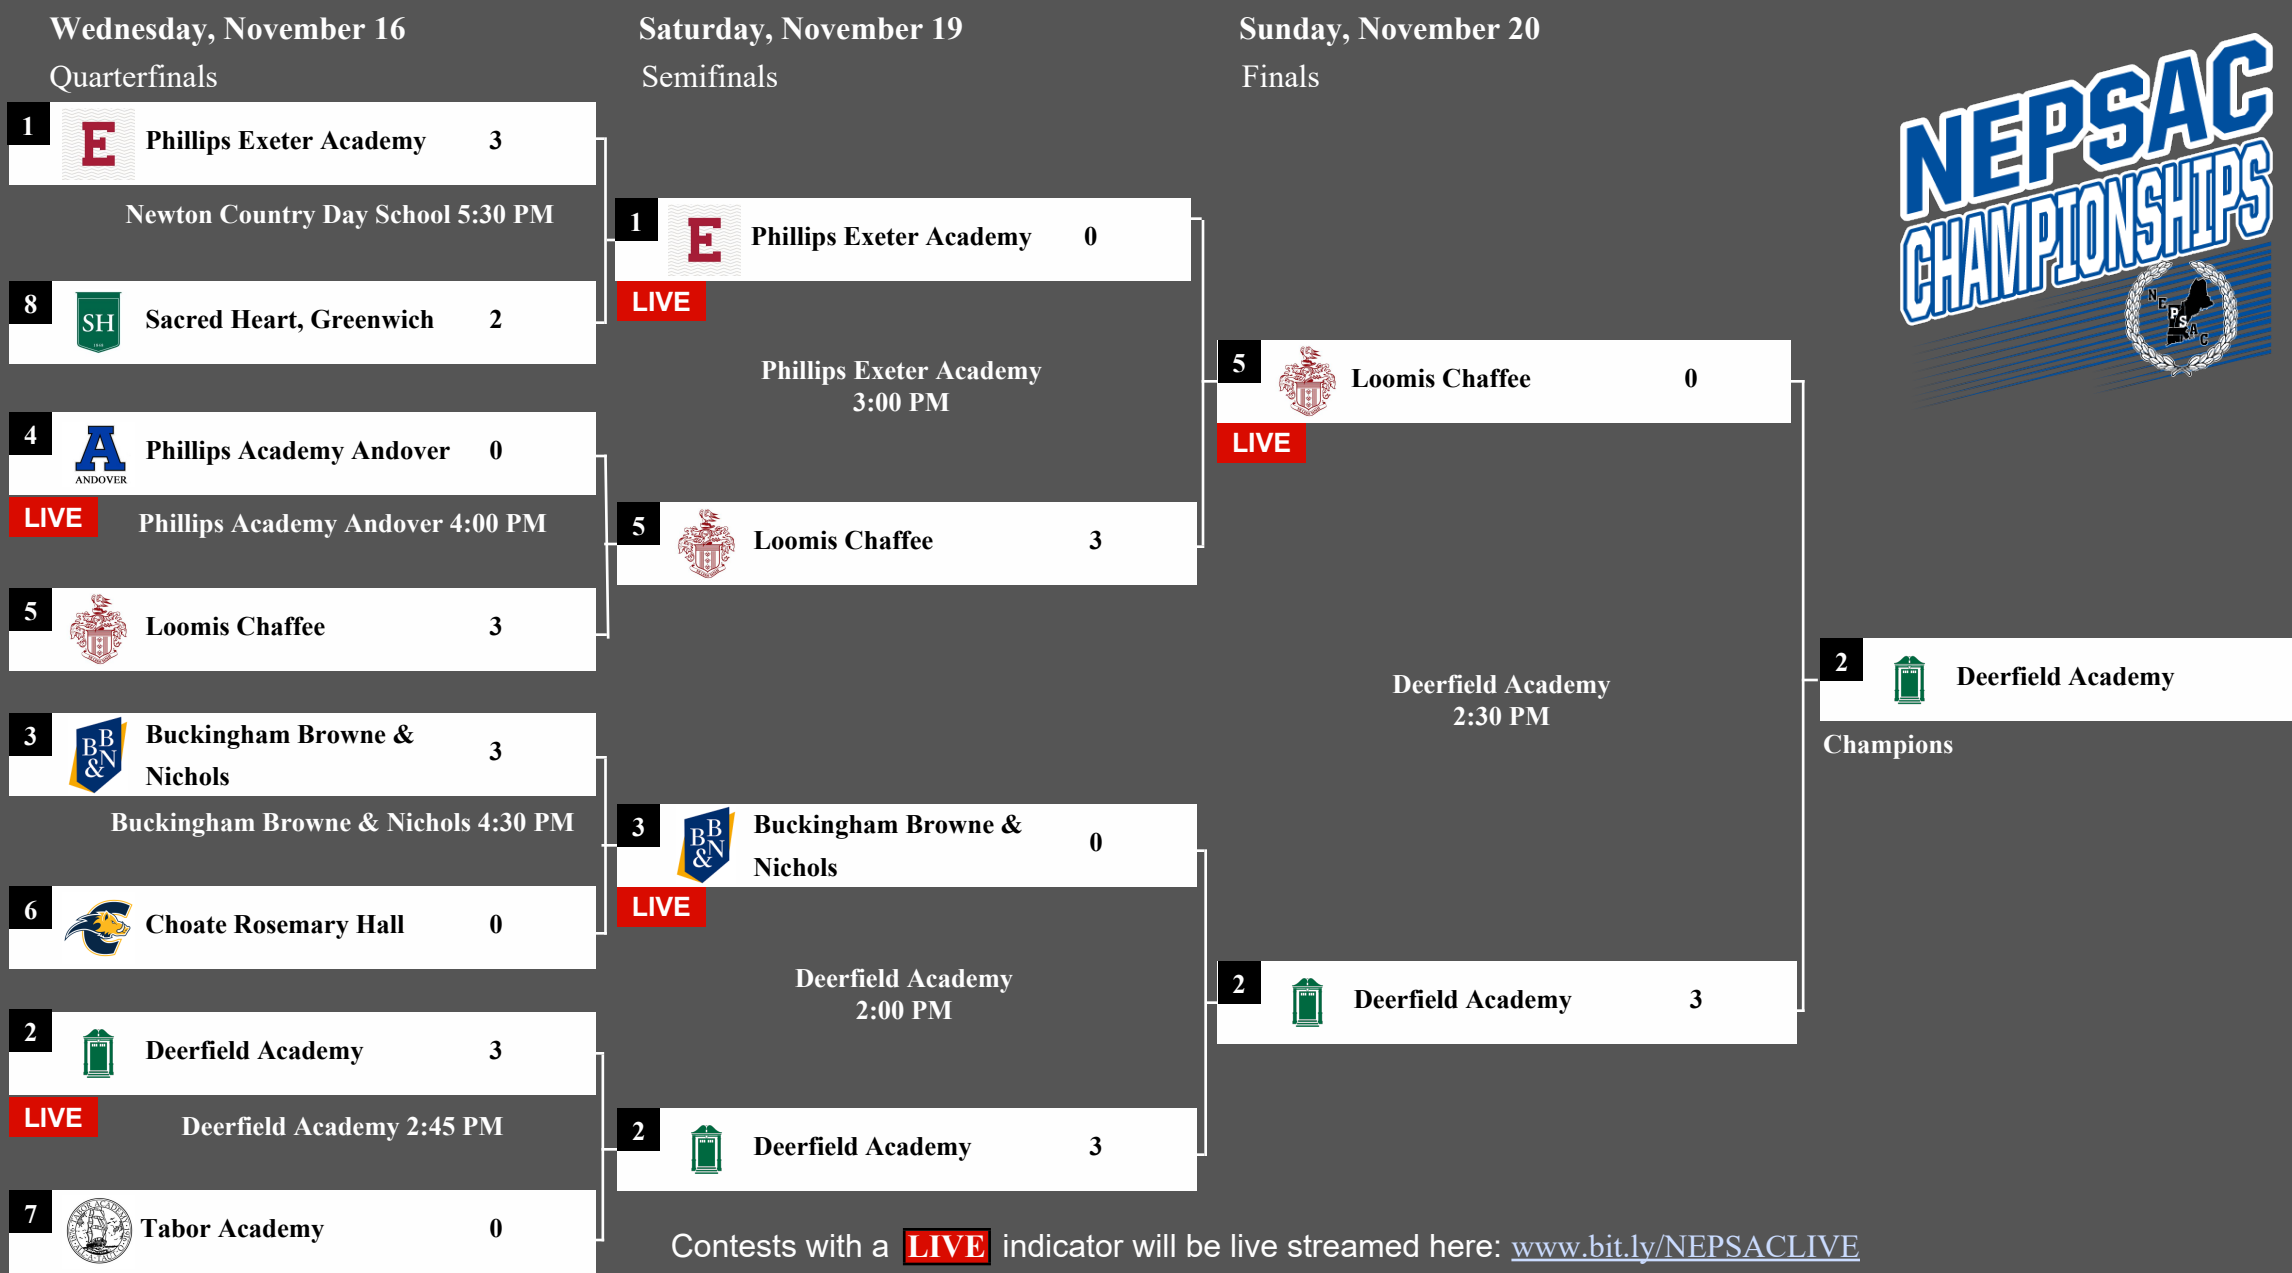 Wednesday, November 16
Quarterfinals
1
E
Phillips Exeter Academy 3
Newton Country Day School 5:30 PM
8
SH
Sacred Heart, Greenwich 2
4
A
ANDOVER
Phillips Academy Andover 0
LIVE
Phillips Academy Andover 4:00 PM
5
Loomis Chaffee 3
3
BB&N
Buckingham Browne &
Nichols
3
Buckingham Browne & Nichols 4:30 PM
6
C
Choate Rosemary Hall 0
2
Deerfield Academy 3
LIVE
Deerfield Academy 2:45 PM
7
Tabor Academy 0
Saturday, November 19
Semifinals
1
E
Phillips Exeter Academy 0
LIVE
Phillips Exeter Academy
3:00 PM
5
Loomis Chaffee 3
3
BB&N
Buckingham Browne &
Nichols
0
LIVE
Deerfield Academy
2:00 PM
2
Deerfield Academy 3
Sunday, November 20
Finals
5
Loomis Chaffee 0
LIVE
Deerfield Academy
2:30 PM
2
Deerfield Academy 3
2
Deerfield Academy
Champions
NEPSAC
CHAMPIONSHIPS
NEPSAC
Contests with a LIVE indicator will be live streamed here: www.bit.ly/NEPSACLIVE